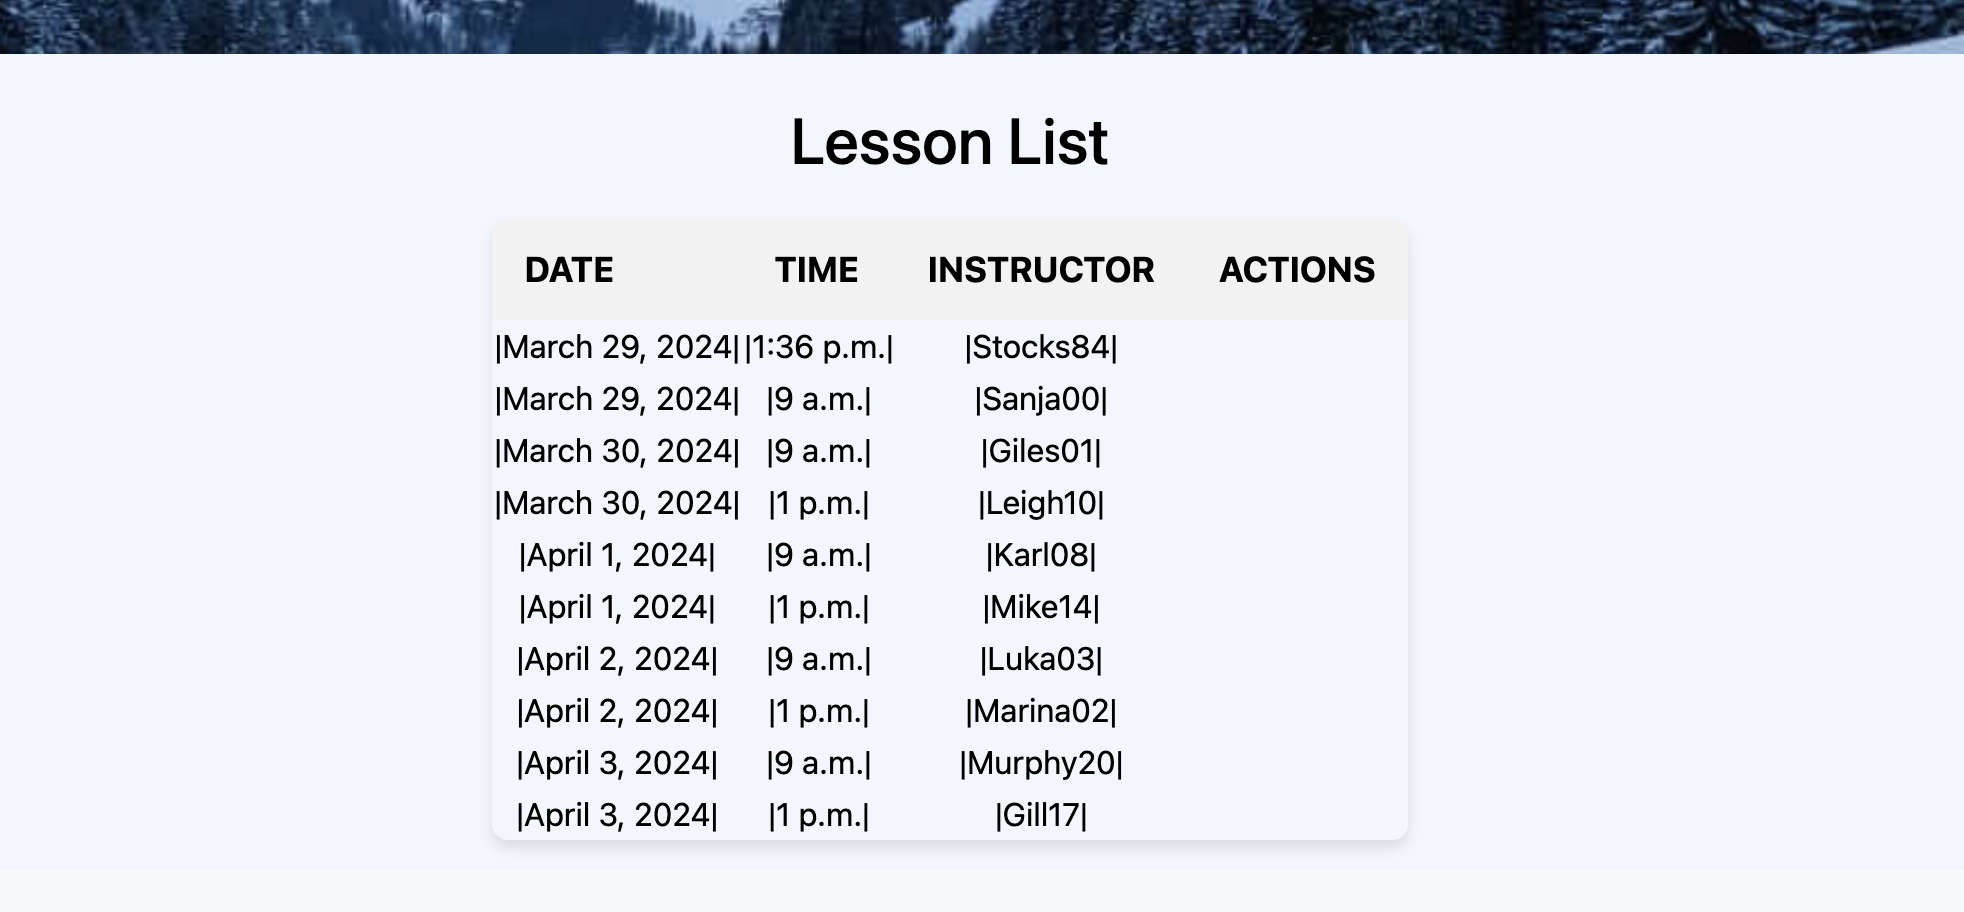 Lesson List
DATE TIME INSTRUCTOR ACTIONS
|March 29, 2024| |1:36 p.m.| |Stocks84|
|March 29, 2024| |9 a.m.| |Sanja00|
|March 30, 2024| |9 a.m.| |Giles01|
|March 30, 2024| |1 p.m.| |Leigh10|
|April 1, 2024| |9 a.m.| |Karl08|
|April 1, 2024| |1 p.m.| |Mike14|
|April 2, 2024| |9 a.m.| |Luka03|
|April 2, 2024| |1 p.m.| |Marina02|
|April 3, 2024| |9 a.m.| |Murphy20|
|April 3, 2024| |1 p.m.| |Gill17|